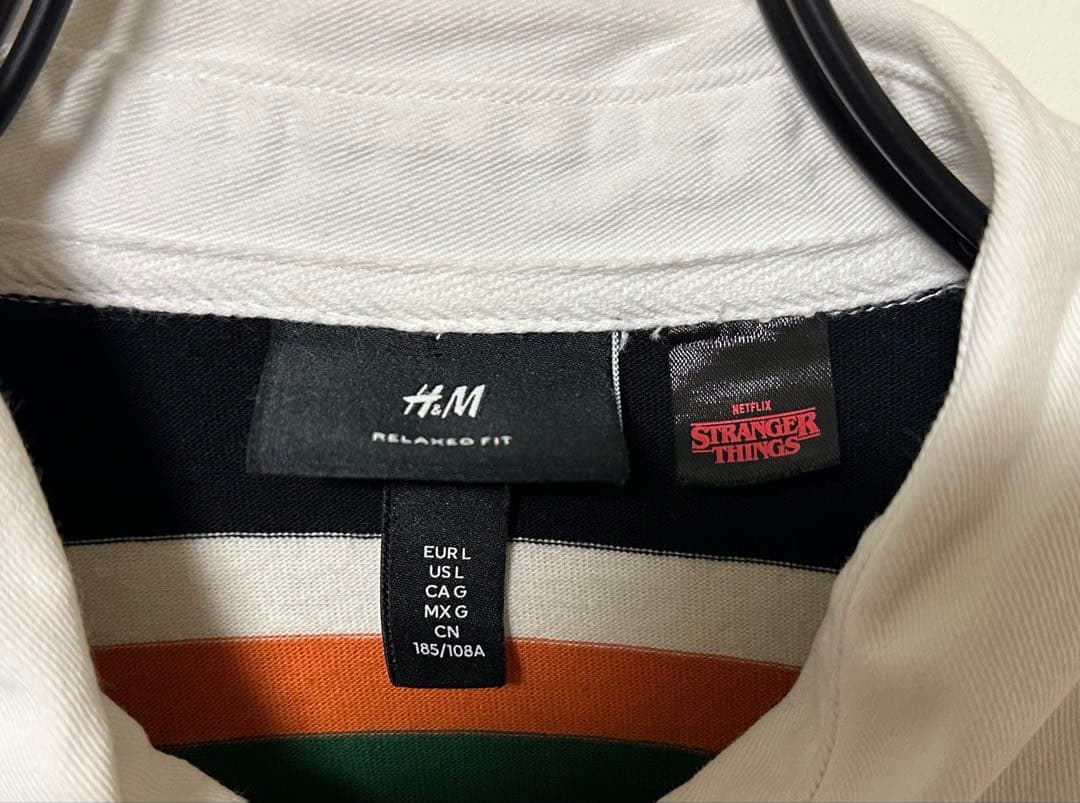 H&M
RELAXED FIT
NETFLIX
STRANGER
THINGS
EUR L
US L
CA G
MX G
CN
185/108A